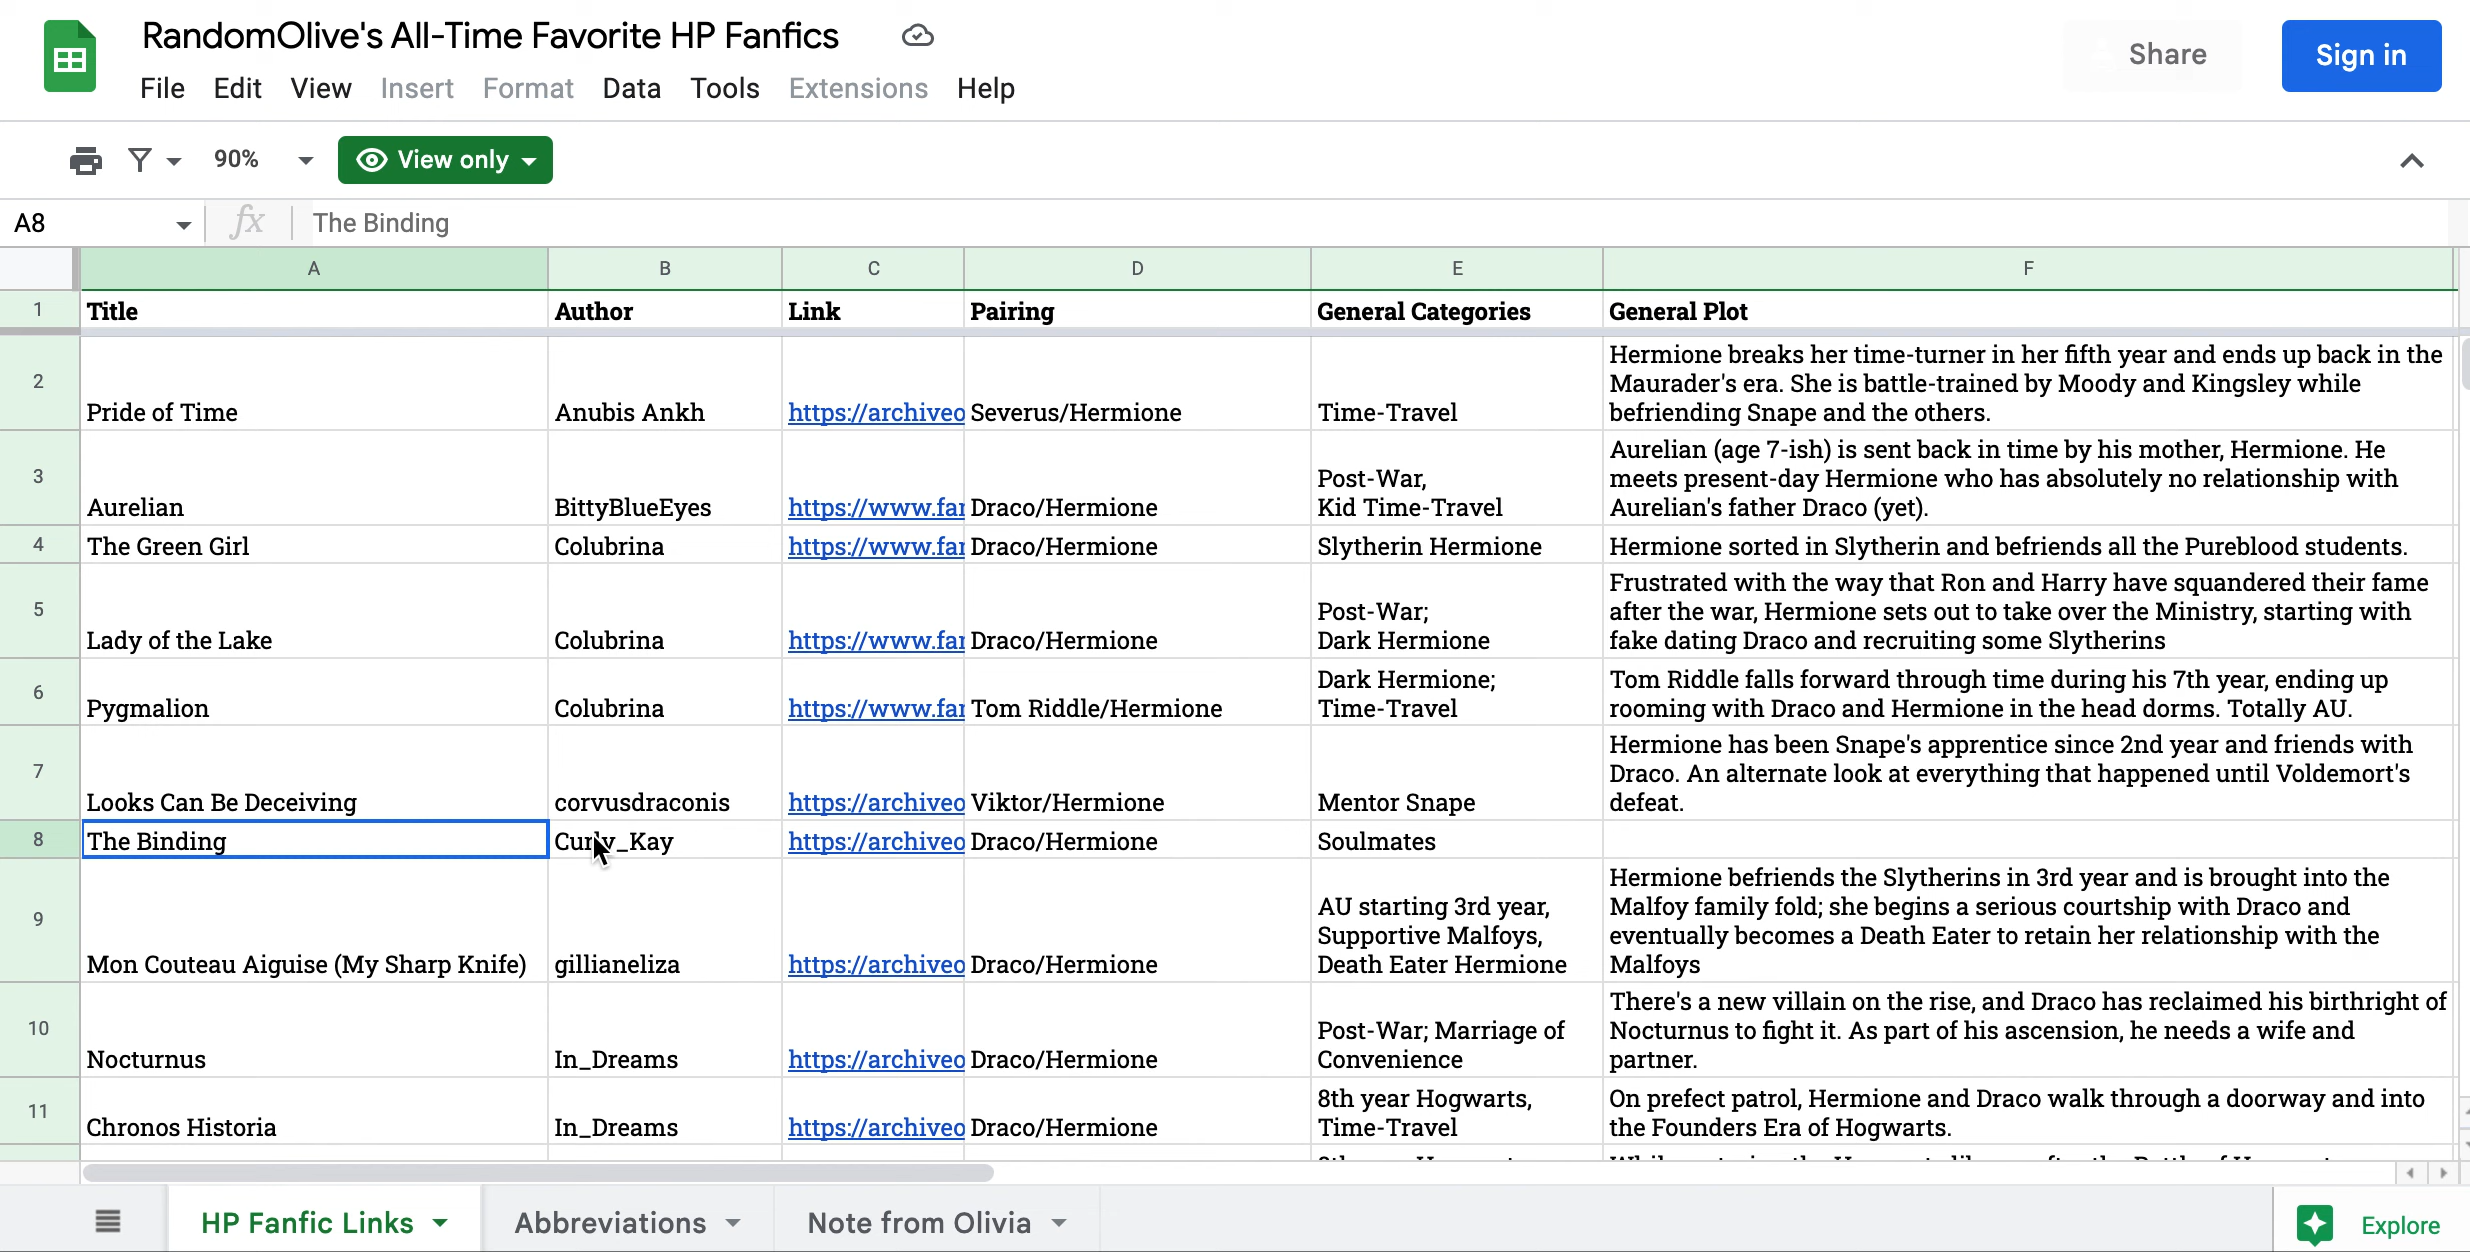 RandomOlive's All-Time Favorite HP Fanfics
Share
Sign in
File Edit View Insert Format Data Tools Extensions Help
90%
View only
A8
fx
The Binding
A B C D E F
1 Title Author Link Pairing General Categories General Plot
Hermione breaks her time-turner in her fifth year and ends up back in the
2 Maurader's era. She is battle-trained by Moody and Kingsley while
Pride of Time Anubis Ankh https://archiveo Severus/Hermione Time-Travel befriending Snape and the others.
Aurelian (age 7-ish) is sent back in time by his mother, Hermione. He
3 Post-War, meets present-day Hermione who has absolutely no relationship with
Aurelian BittyBlueEyes https://www.fan Draco/Hermione Kid Time-Travel Aurelian's father Draco (yet).
4 The Green Girl Colubrina https://www.fan Draco/Hermione Slytherin Hermione Hermione sorted in Slytherin and befriends all the Pureblood students.
Frustrated with the way that Ron and Harry have squandered their fame
5 Post-War; after the war, Hermione sets out to take over the Ministry, starting with
Lady of the Lake Colubrina https://www.fan Draco/Hermione Dark Hermione fake dating Draco and recruiting some Slytherins
6 Dark Hermione; Tom Riddle falls forward through time during his 7th year, ending up
Pygmalion Colubrina https://www.fan Tom Riddle/Hermione Time-Travel rooming with Draco and Hermione in the head dorms. Totally AU.
Hermione has been Snape's apprentice since 2nd year and friends with
7 Draco. An alternate look at everything that happened until Voldemort's
Looks Can Be Deceiving corvusdraconis https://archiveo Viktor/Hermione Mentor Snape defeat.
8 The Binding Curly_Kay https://archiveo Draco/Hermione Soulmates
Hermione befriends the Slytherins in 3rd year and is brought into the
9 AU starting 3rd year, Malfoy family fold; she begins a serious courtship with Draco and
Supportive Malfoys, eventually becomes a Death Eater to retain her relationship with the
Mon Couteau Aiguise (My Sharp Knife) gillianeliza https://archiveo Draco/Hermione Death Eater Hermione Malfoys
There's a new villain on the rise, and Draco has reclaimed his birthright of
10 Post-War; Marriage of Nocturnus to fight it. As part of his ascension, he needs a wife and
Nocturnus In_Dreams https://archiveo Draco/Hermione Convenience partner.
11 8th year Hogwarts, On prefect patrol, Hermione and Draco walk through a doorway and into
Chronos Historia In_Dreams https://archiveo Draco/Hermione Time-Travel the Founders Era of Hogwarts.
HP Fanfic Links Abbreviations Note from Olivia Explore